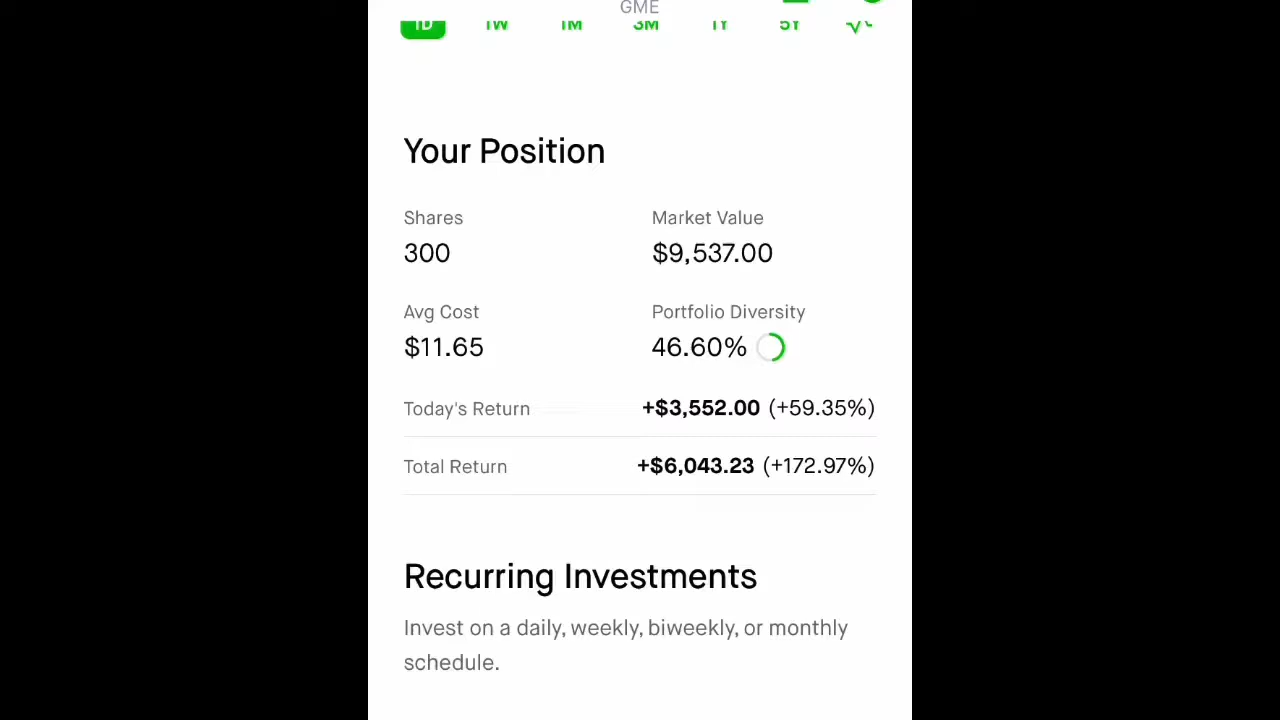 GME
1D 1W 1M 3M 1Y 5Y
Your Position
Shares Market Value
300 $9,537.00
Avg Cost Portfolio Diversity
$11.65 46.60%
Today's Return +$3,552.00 (+59.35%)
Total Return +$6,043.23 (+172.97%)
Recurring Investments
Invest on a daily, weekly, biweekly, or monthly
schedule.